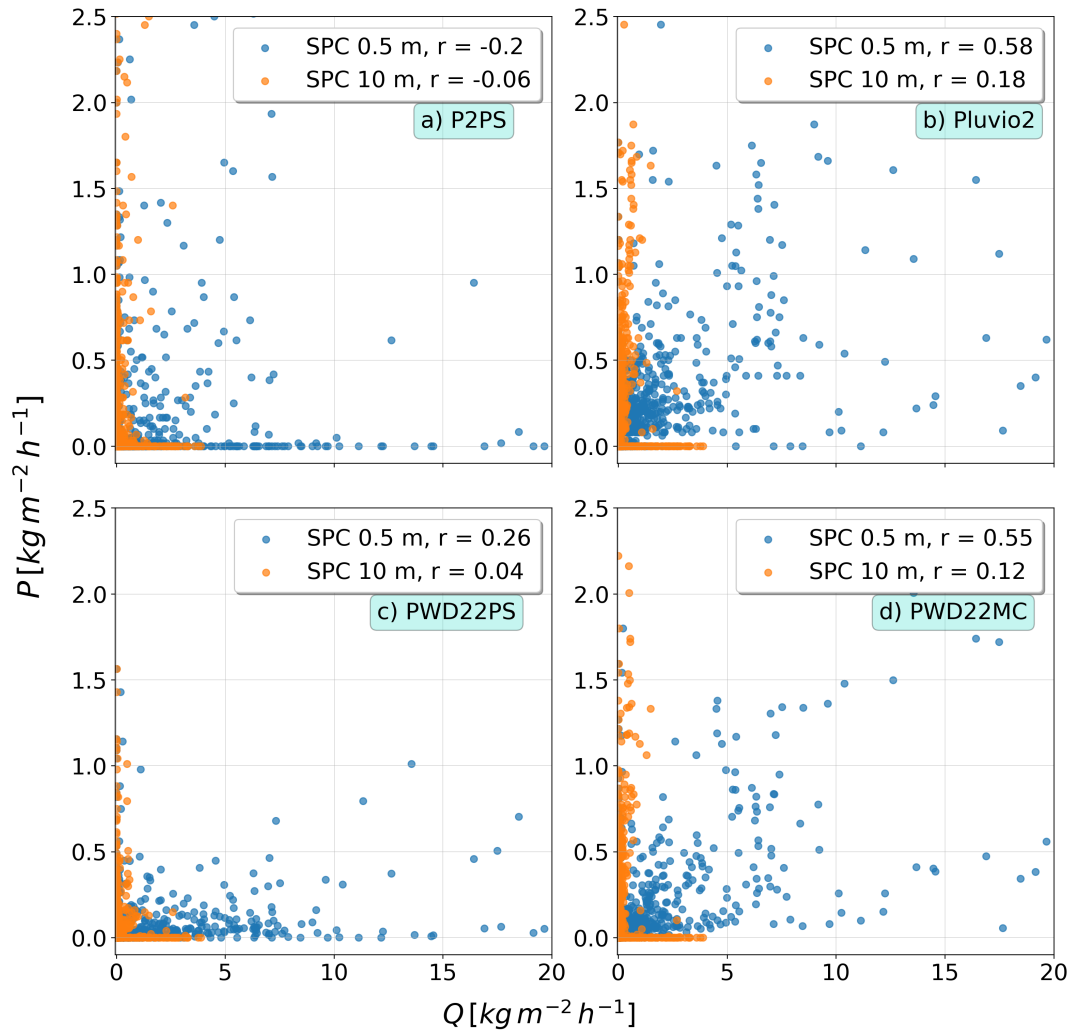 2.5
2.0
1.5
1.0
0.5
0.0
SPC 0.5 m, r = -0.2
SPC 10 m, r = -0.06
a) P2PS
2.5
2.0
1.5
1.0
0.5
0.0
SPC 0.5 m, r = 0.58
SPC 10 m, r = 0.18
b) Pluvio2
P [kg m⁻² h⁻¹]
2.5
2.0
1.5
1.0
0.5
0.0
0 5 10 15 20
SPC 0.5 m, r = 0.26
SPC 10 m, r = 0.04
c) PWD22PS
2.5
2.0
1.5
1.0
0.5
0.0
0 5 10 15 20
SPC 0.5 m, r = 0.55
SPC 10 m, r = 0.12
d) PWD22MC
Q [kg m⁻² h⁻¹]